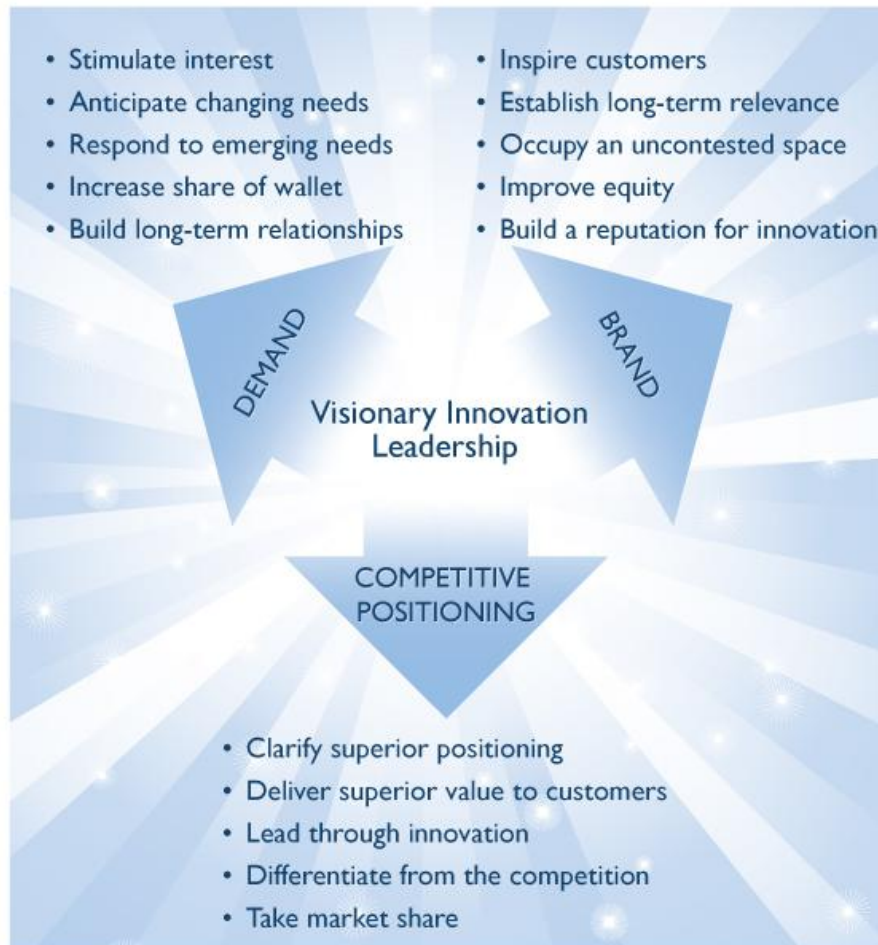 • Stimulate interest
• Anticipate changing needs
• Respond to emerging needs
• Increase share of wallet
• Build long-term relationships
• Inspire customers
• Establish long-term relevance
• Occupy an uncontested space
• Improve equity
• Build a reputation for innovation
DEMAND
BRAND
Visionary Innovation
Leadership
COMPETITIVE
POSITIONING
• Clarify superior positioning
• Deliver superior value to customers
• Lead through innovation
• Differentiate from the competition
• Take market share